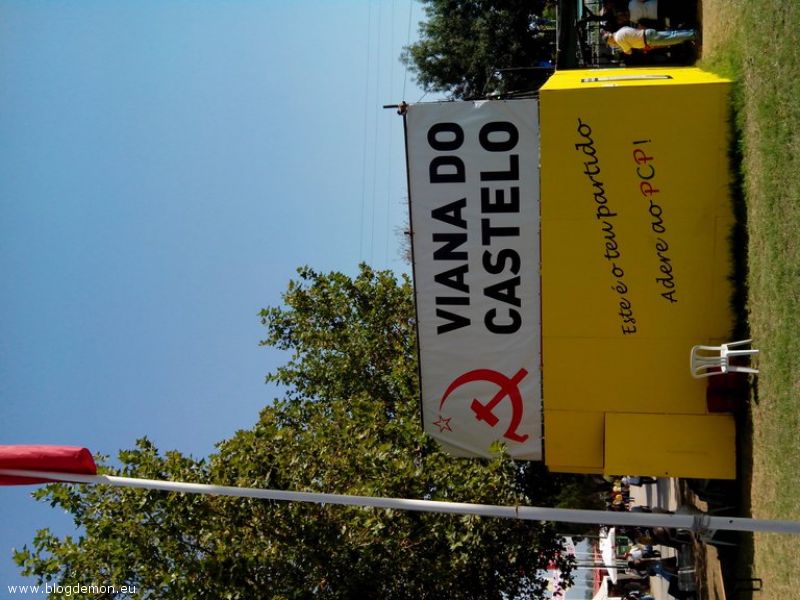 VIANA DO
CASTELO
Este é o teu partido
Adere ao PCP!
www.blogdemon.eu